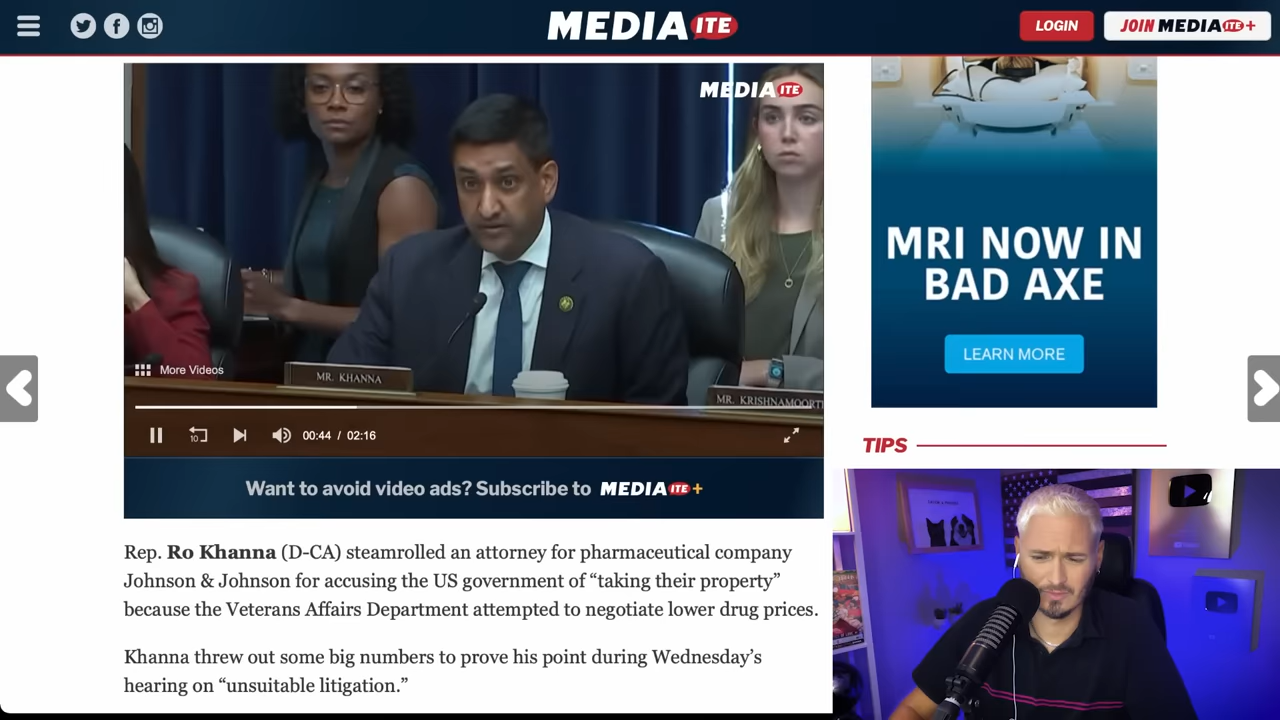 MEDIAITE
LOGIN
JOIN MEDIAITE+
MEDIAITE
MR. KHANNA
MR. KRISHNAMOORT
More Videos
10
00:44 / 02:16
Want to avoid video ads? Subscribe to MEDIAITE+
Rep. Ro Khanna (D-CA) steamrolled an attorney for pharmaceutical company
Johnson & Johnson for accusing the US government of “taking their property”
because the Veterans Affairs Department attempted to negotiate lower drug prices.
Khanna threw out some big numbers to prove his point during Wednesday’s
hearing on “unsuitable litigation.”
MRI NOW IN
BAD AXE
LEARN MORE
TIPS